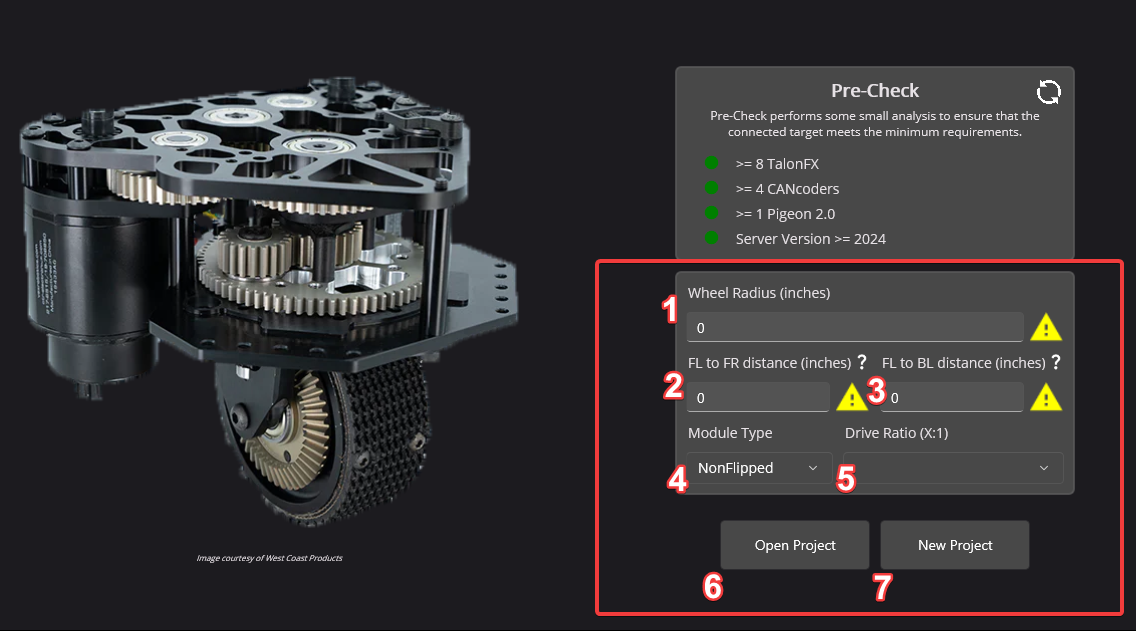 Pre-Check
Pre-Check performs some small analysis to ensure that the
connected target meets the minimum requirements.
>= 8 TalonFX
>= 4 CANcoders
>= 1 Pigeon 2.0
Server Version >= 2024
Wheel Radius (inches)
1
0
FL to FR distance (inches) ?
FL to BL distance (inches) ?
2
0
3
0
Module Type
Drive Ratio (X:1)
4
NonFlipped
5
Open Project
New Project
6
7
Image courtesy of West Coast Products